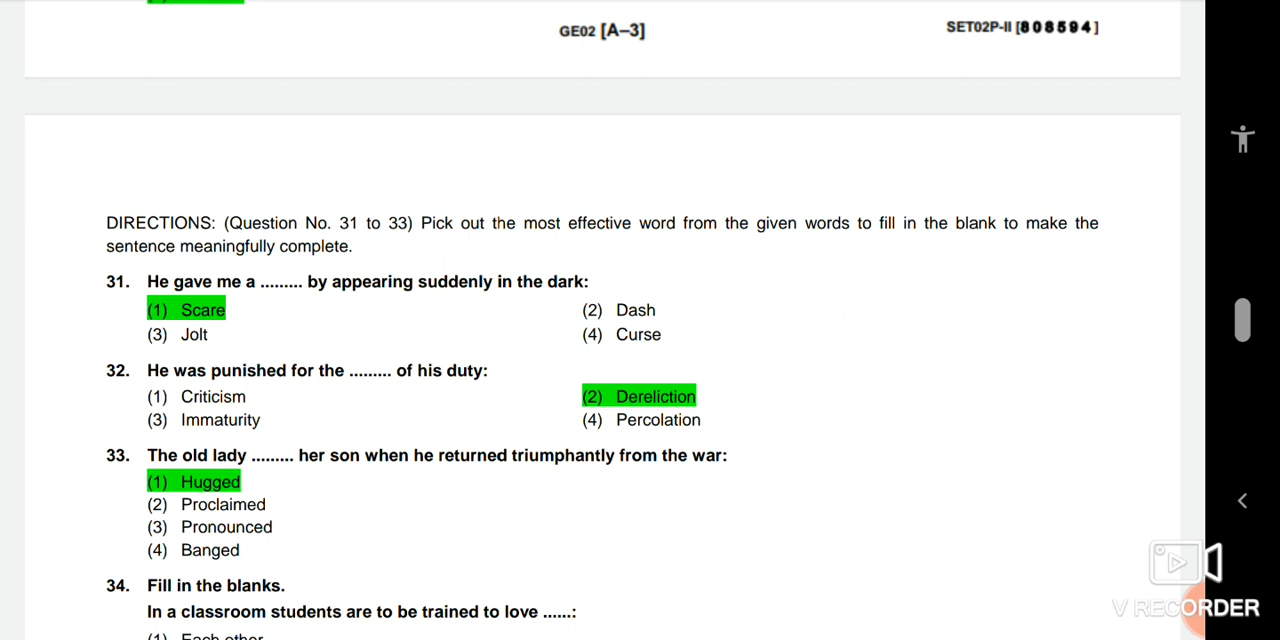 GE02 [A–3]
SET02P-II [808594]
DIRECTIONS: (Question No. 31 to 33) Pick out the most effective word from the given words to fill in the blank to make the
sentence meaningfully complete.
31. He gave me a ......... by appearing suddenly in the dark:
(1) Scare
(2) Dash
(3) Jolt
(4) Curse
32. He was punished for the ......... of his duty:
(1) Criticism
(2) Dereliction
(3) Immaturity
(4) Percolation
33. The old lady ......... her son when he returned triumphantly from the war:
(1) Hugged
(2) Proclaimed
(3) Pronounced
(4) Banged
34. Fill in the blanks.
In a classroom students are to be trained to love ......:
(1) Each other
V RECORDER